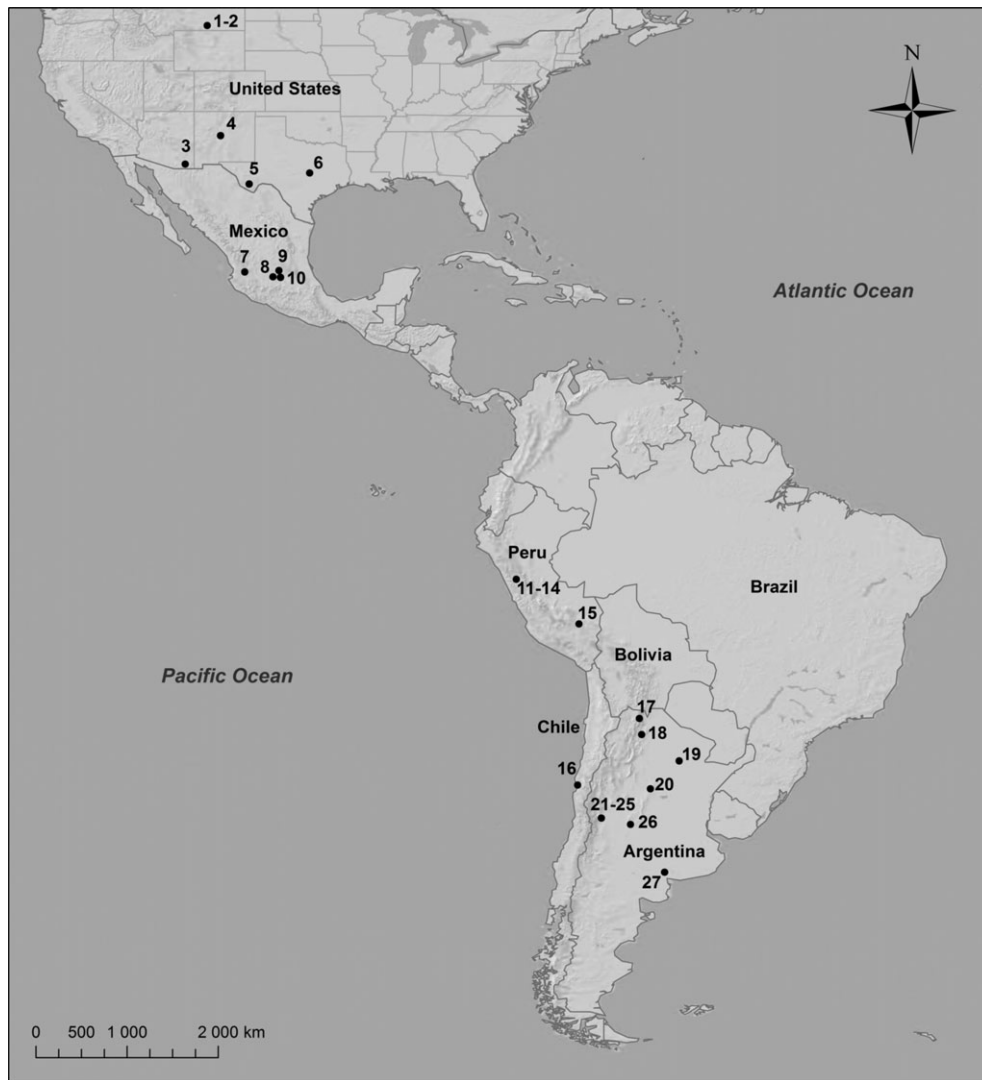 1-2
N
United States
4
3
6
5
Mexico
7
8
9
10
Atlantic Ocean
Peru
11-14
Brazil
15
Bolivia
Pacific Ocean
17
Chile
18
19
16
20
21-25
26
Argentina
27
0 500 1 000 2 000 km